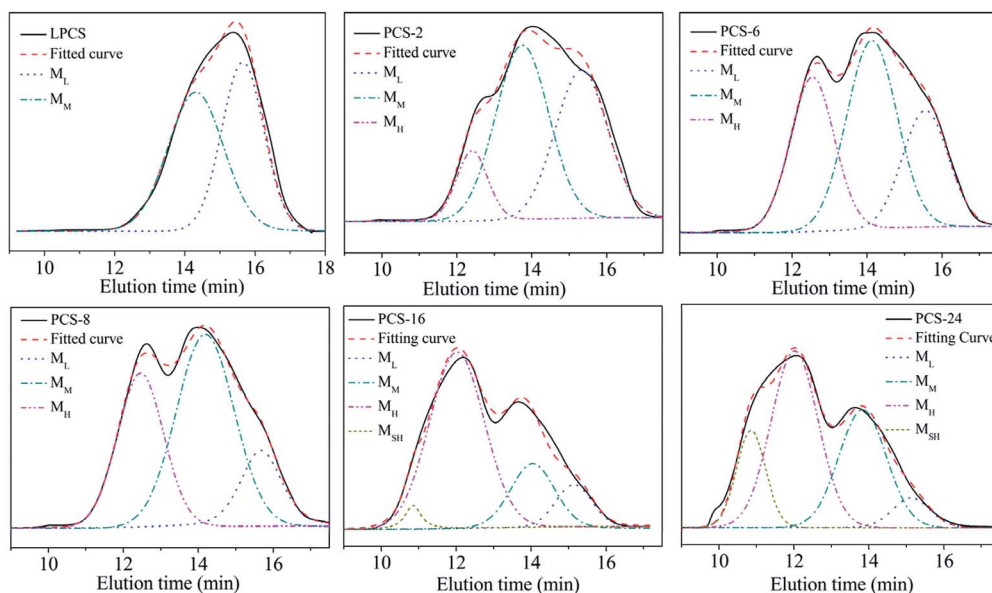 LPCS
Fitted curve
M_L
M_M
10 12 14 16 18
Elution time (min)
PCS-2
Fitted curve
M_L
M_M
M_H
10 12 14 16
Elution time (min)
PCS-6
Fitted curve
M_L
M_M
M_H
10 12 14 16
Elution time (min)
PCS-8
Fitted curve
M_L
M_M
M_H
10 12 14 16
Elution time (min)
PCS-16
Fitting curve
M_L
M_M
M_H
M_SH
10 12 14 16
Elution time (min)
PCS-24
Fitting Curve
M_L
M_M
M_H
M_SH
10 12 14 16
Elution time (min)